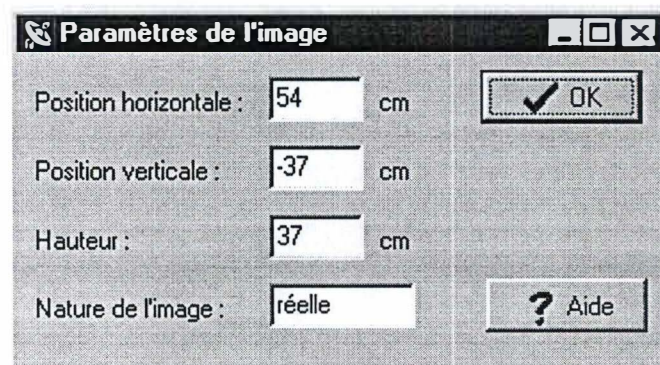 Paramètres de l'image
Position horizontale : 54 cm
OK
Position verticale : -37 cm
Hauteur : 37 cm
Nature de l'image : réelle
? Aide